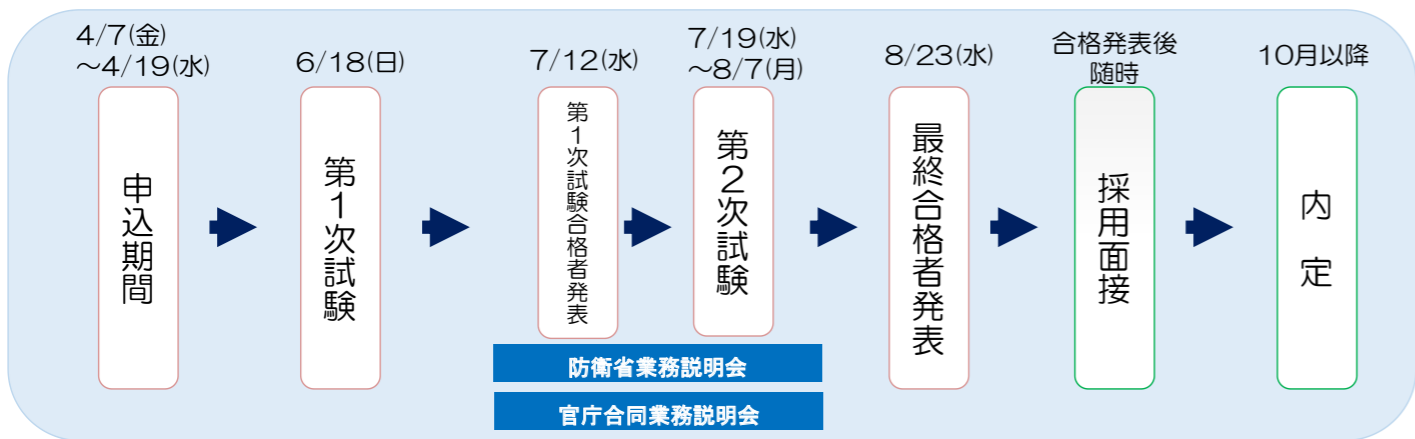 4/7(金)
～4/19(水)
申込期間
6/18(日)
第1次試験
7/12(水)
第1次試験合格者発表
7/19(水)
～8/7(月)
第2次試験
8/23(水)
最終合格者発表
合格発表後
随時
採用面接
10月以降
内定
防衛省業務説明会
官庁合同業務説明会